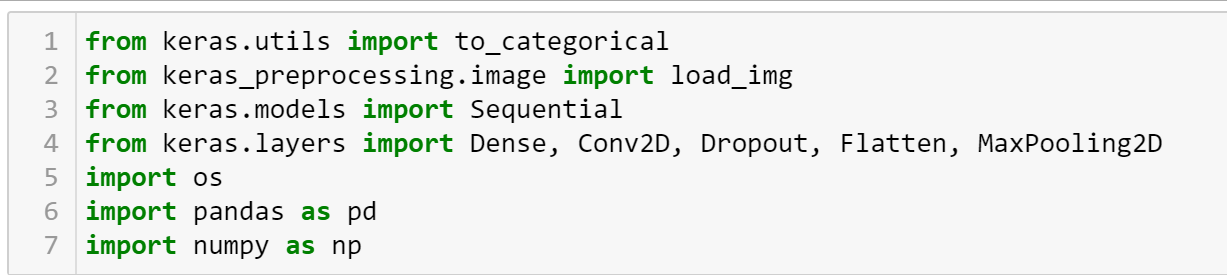 1 from keras.utils import to_categorical
2 from keras_preprocessing.image import load_img
3 from keras.models import Sequential
4 from keras.layers import Dense, Conv2D, Dropout, Flatten, MaxPooling2D
5 import os
6 import pandas as pd
7 import numpy as np